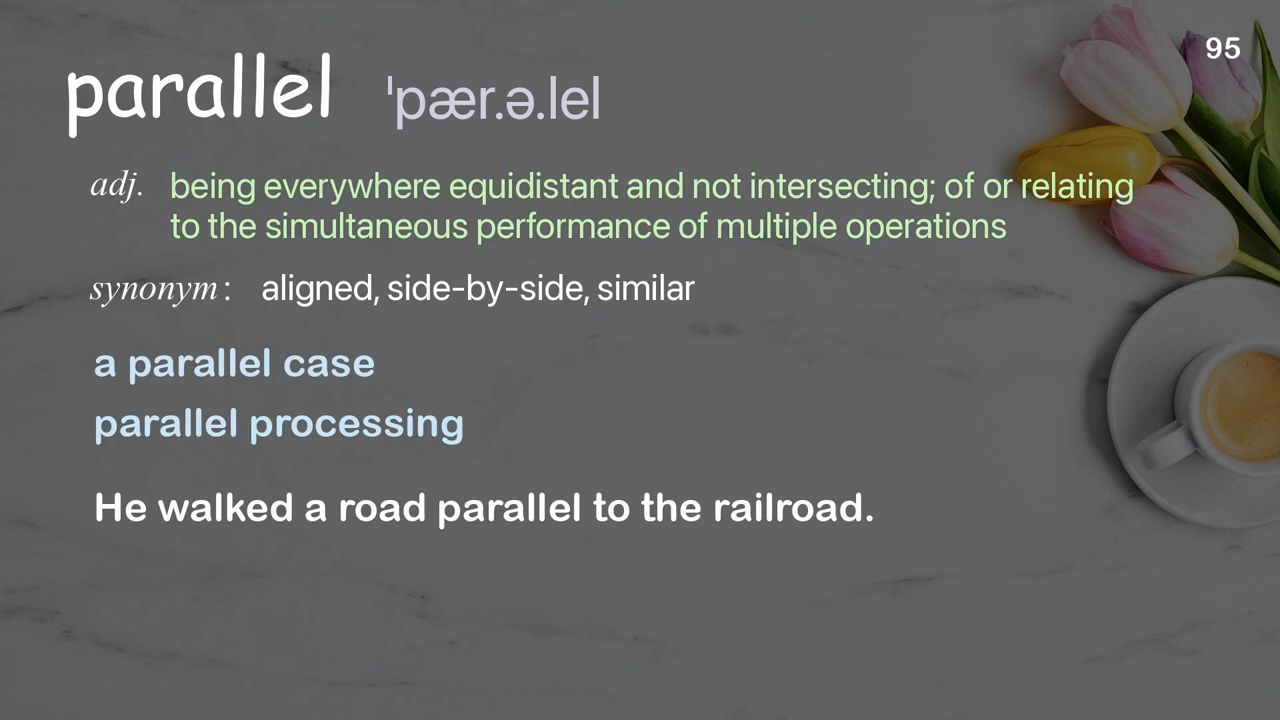 95
parallel ˈpær.ə.lel
adj. being everywhere equidistant and not intersecting; of or relating
to the simultaneous performance of multiple operations
synonym: aligned, side-by-side, similar
a parallel case
parallel processing
He walked a road parallel to the railroad.